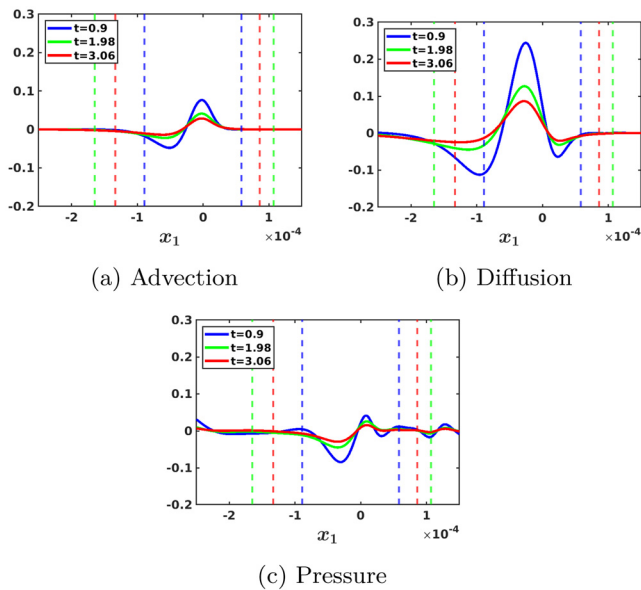 0.3
0.2
0.1
0
-0.1
-0.2
t=0.9
t=1.98
t=3.06
-2 -1 0 1
×10⁻⁴
x₁
(a) Advection
0.3
0.2
0.1
0
-0.1
-0.2
t=0.9
t=1.98
t=3.06
-2 -1 0 1
×10⁻⁴
x₁
(b) Diffusion
0.3
0.2
0.1
0
-0.1
-0.2
t=0.9
t=1.98
t=3.06
-2 -1 0 1
×10⁻⁴
x₁
(c) Pressure